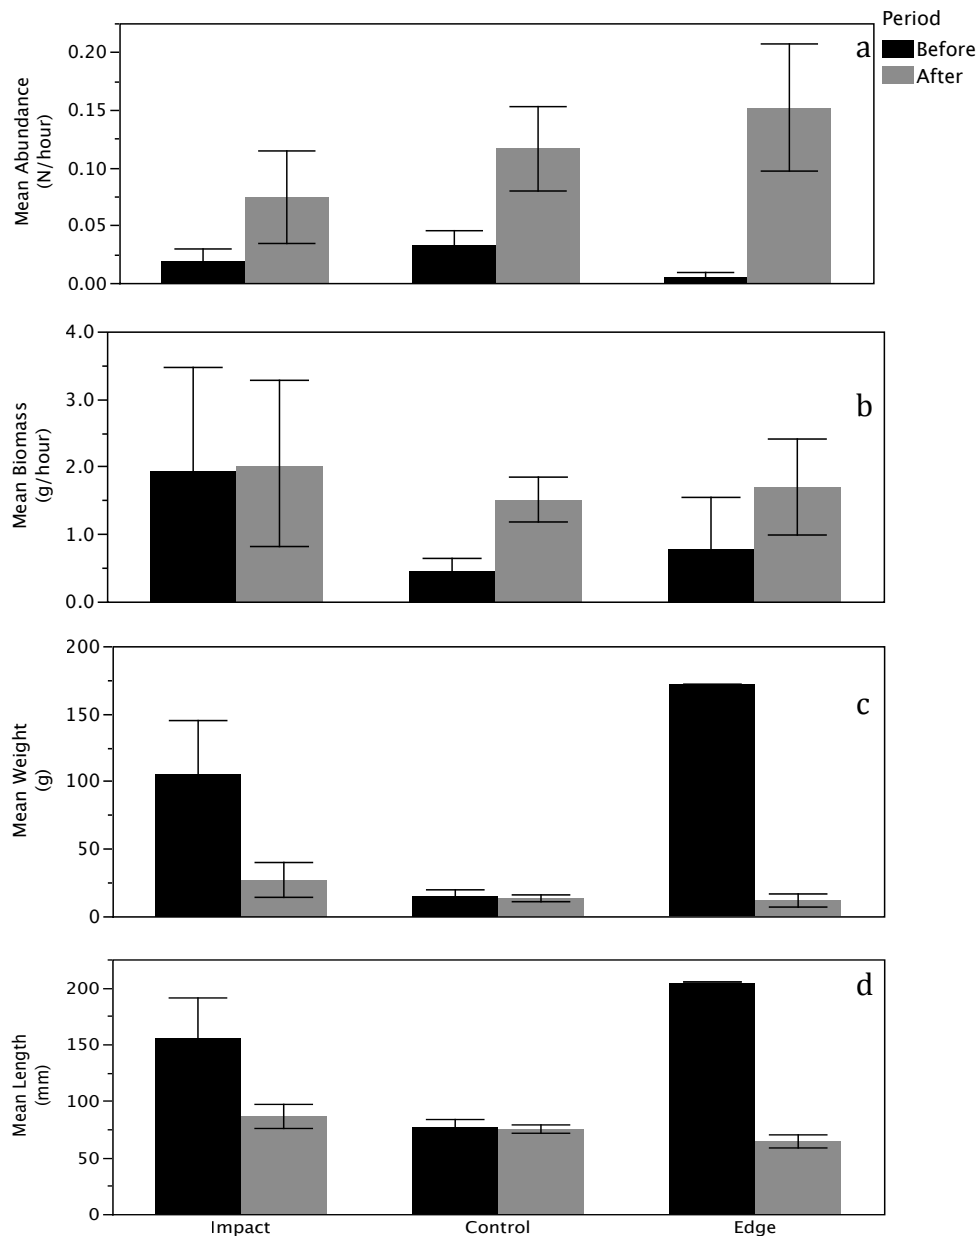 Period
Before
After
a
Mean Abundance
(N/hour)
0.20
0.15
0.10
0.05
0.00
b
Mean Biomass
(g/hour)
4.0
3.0
2.0
1.0
0.0
c
Mean Weight
(g)
200
150
100
50
0
d
Mean Length
(mm)
200
150
100
50
0
Impact Control Edge